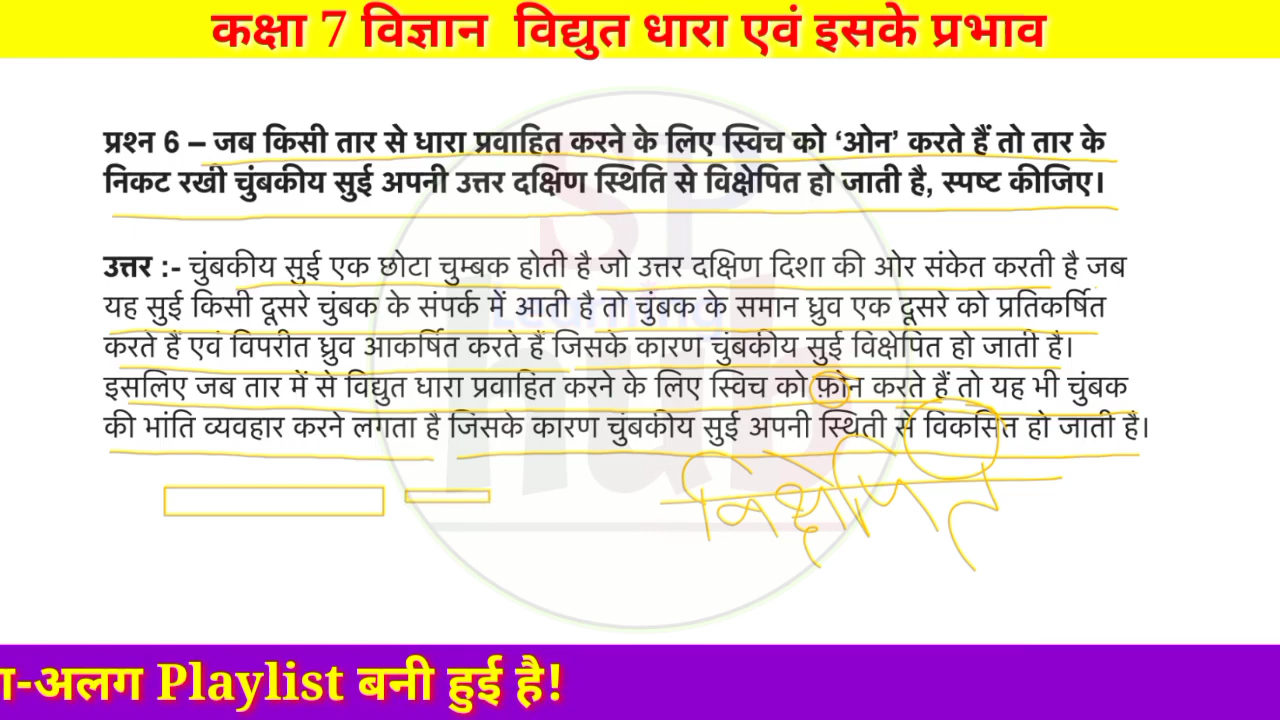 कक्षा 7 विज्ञान विद्युत धारा एवं इसके प्रभाव
प्रश्न 6 – जब किसी तार से धारा प्रवाहित करने के लिए स्विच को ‘ओन’ करते हैं तो तार के
निकट रखी चुंबकीय सुई अपनी उत्तर दक्षिण स्थिति से विक्षेपित हो जाती है, स्पष्ट कीजिए।
उत्तर :- चुंबकीय सुई एक छोटा चुम्बक होती है जो उत्तर दक्षिण दिशा की ओर संकेत करती है जब
यह सुई किसी दूसरे चुंबक के संपर्क में आती है तो चुंबक के समान ध्रुव एक दूसरे को प्रतिकर्षित
करते हैं एवं विपरीत ध्रुव आकर्षित करते हैं जिसके कारण चुंबकीय सुई विक्षेपित हो जाती है।
इसलिए जब तार में से विद्युत धारा प्रवाहित करने के लिए स्विच को फ़ोन करते हैं तो यह भी चुंबक
की भांति व्यवहार करने लगता है जिसके कारण चुंबकीय सुई अपनी स्थिती से विकसित हो जाती है।
विक्षेपित
SP
Learning
hub
ग-अलग Playlist बनी हुई है!